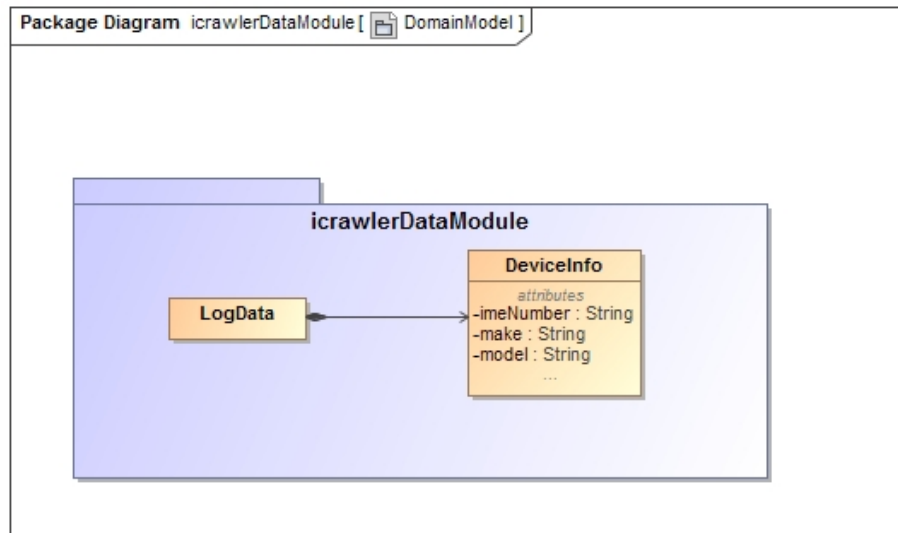 Package Diagram icrawlerDataModule [ DomainModel ]
icrawlerDataModule
DeviceInfo
attributes
-imeNumber : String
-make : String
-model : String
...
LogData